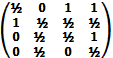 ½ 0 1 1
1 ½ ½ ½
0 ½ ½ 1
0 ½ 0 ½